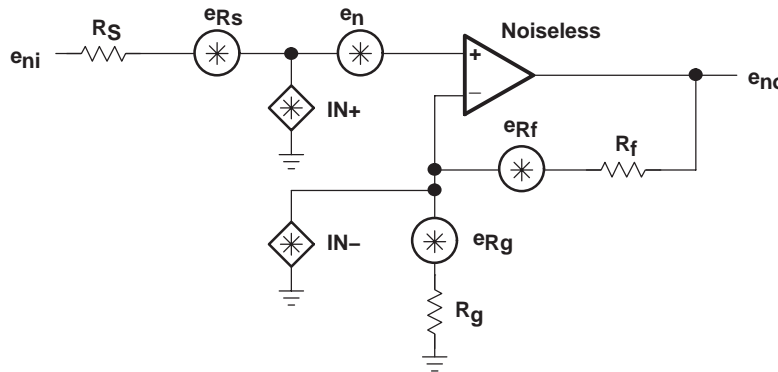 eRs
en
Noiseless
RS
eni
+
IN+
−
eno
eRf
Rf
IN−
eRg
Rg